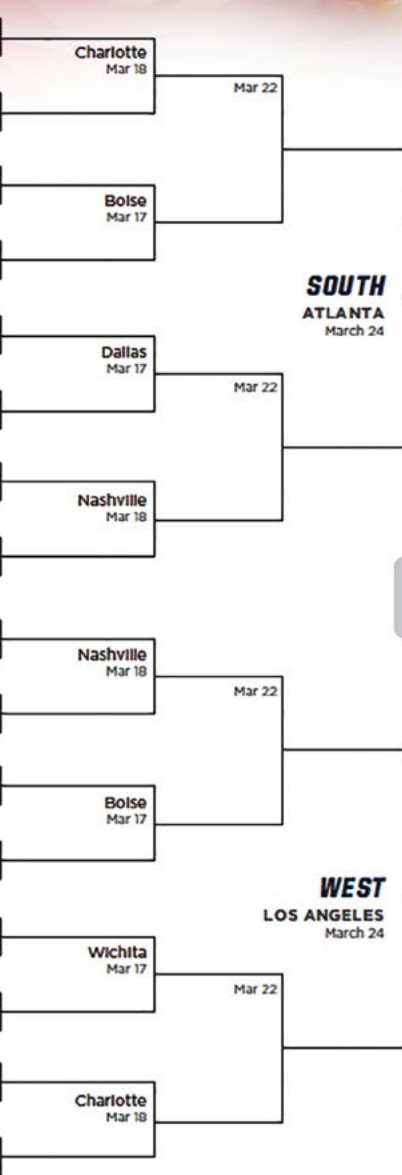 Charlotte
Mar 18
Mar 22
Boise
Mar 17
SOUTH
ATLANTA
March 24
Dallas
Mar 17
Mar 22
Nashville
Mar 18
Nashville
Mar 18
Mar 22
Boise
Mar 17
WEST
LOS ANGELES
March 24
Wichita
Mar 17
Mar 22
Charlotte
Mar 18